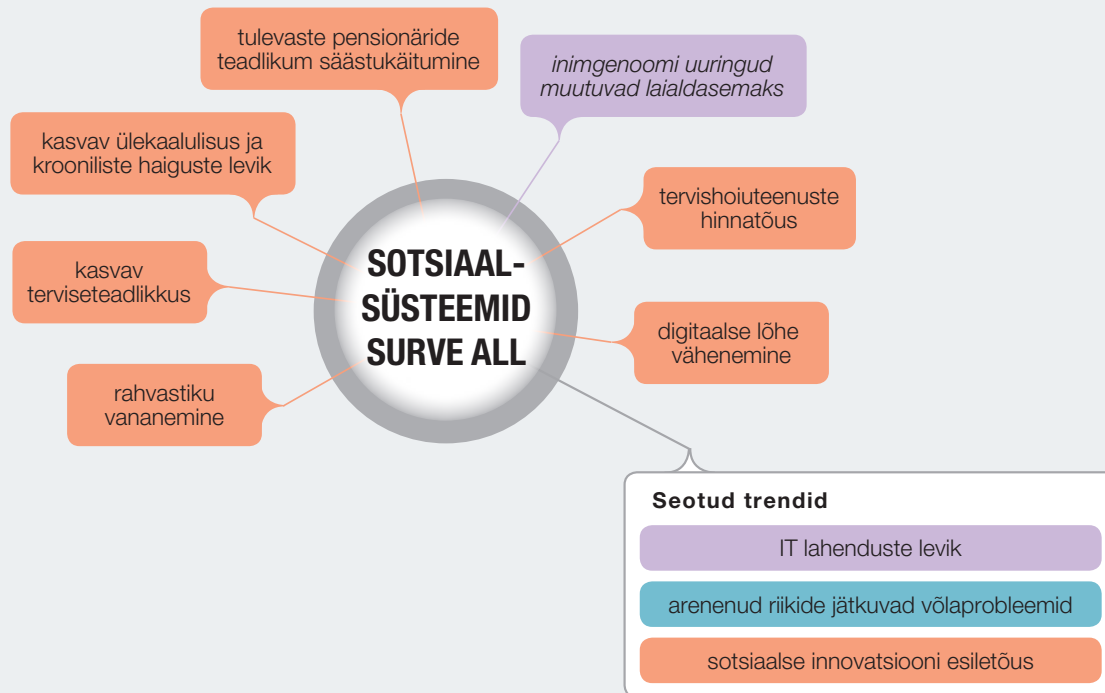 tulevaste pensionäride
teadlikum säästukäitumine
inimgenoomi uuringud
muutuvad laialdasemaks
kasvav ülekaalulisus ja
krooniliste haiguste levik
tervishoiuteenuste
hinnatõus
kasvav
terviseteadlikkus
SOTSIAAL-
SÜSTEEMID
SURVE ALL
digitaalse lõhe
vähenemine
rahvastiku
vananemine
Seotud trendid
IT lahenduste levik
arenenud riikide jätkuvad võlaprobleemid
sotsiaalse innovatsiooni esiletõus